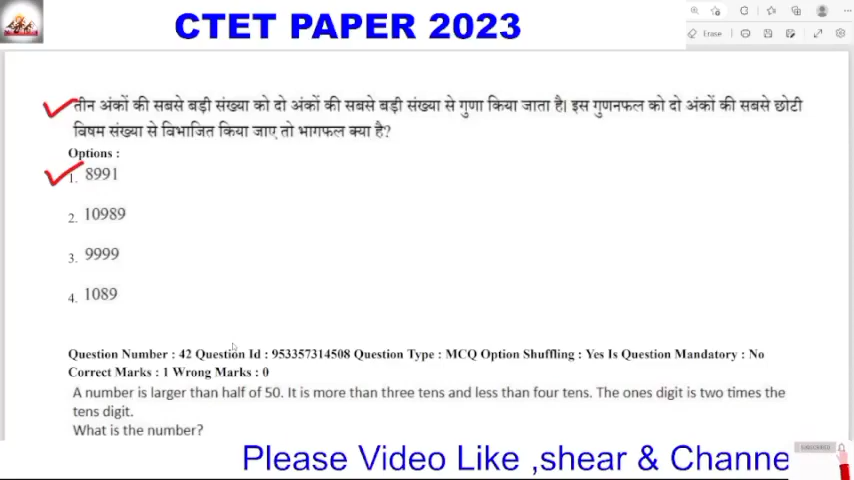 CTET PAPER 2023
Erase
तीन अंकों की सबसे बड़ी संख्या को दो अंकों की सबसे बड़ी संख्या से गुणा किया जाता है। इस गुणनफल को दो अंकों की सबसे छोटी
विषम संख्या से विभाजित किया जाए तो भागफल क्या है?
Options :
1. 8991
2. 10989
3. 9999
4. 1089
Question Number : 42 Question Id : 953357314508 Question Type : MCQ Option Shuffling : Yes Is Question Mandatory : No
Correct Marks : 1 Wrong Marks : 0
A number is larger than half of 50. It is more than three tens and less than four tens. The ones digit is two times the
tens digit.
What is the number?
Please Video Like ,shear & Channe